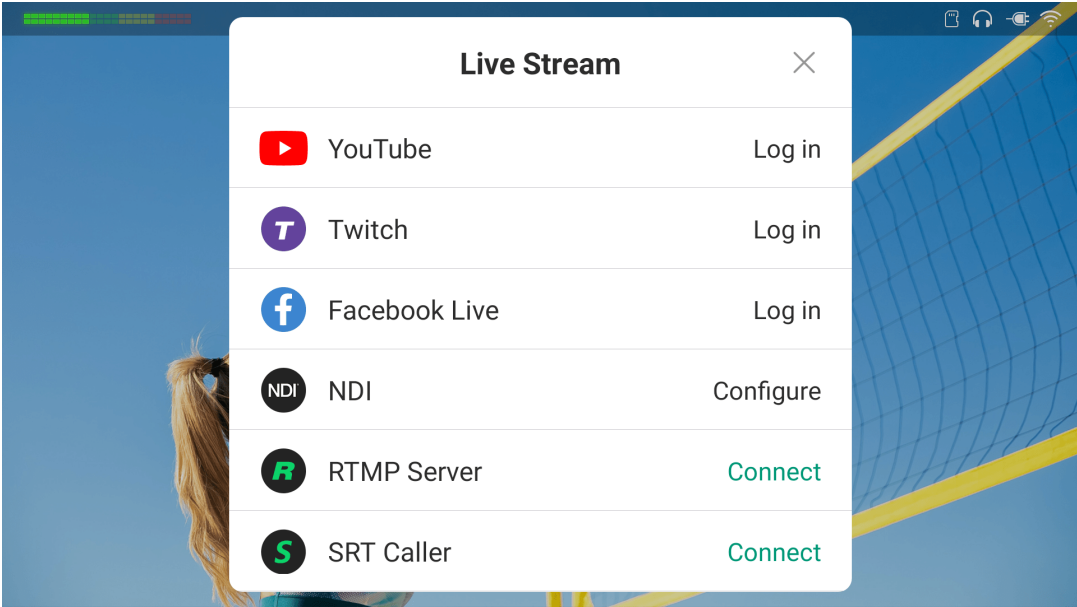 Live Stream
YouTube Log in
T Twitch Log in
f Facebook Live Log in
NDI NDI Configure
R RTMP Server Connect
S SRT Caller Connect